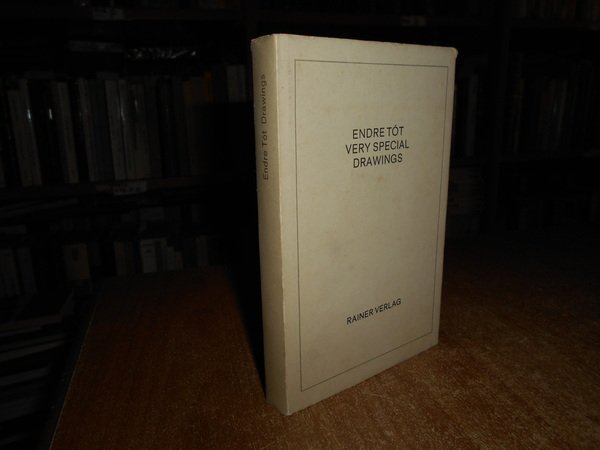 Endre Tót Drawings
ENDRE TÓT
VERY SPECIAL
DRAWINGS
RAINER VERLAG